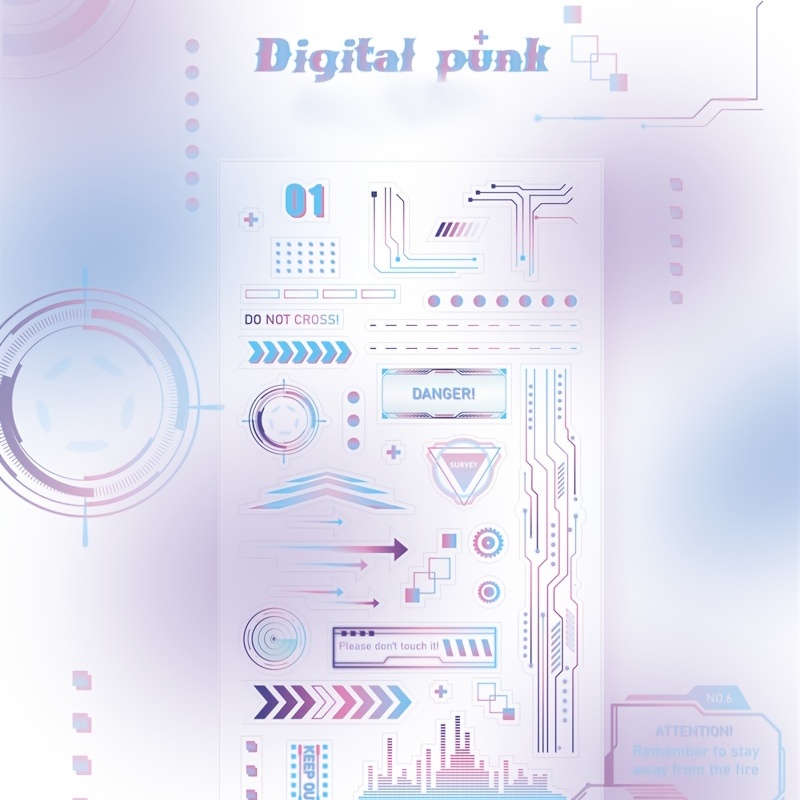 Digital punk
01
DO NOT CROSS!
DANGER!
SURVEY
Please don't touch it!
NO.6
ATTENTION!
Remember to stay
away from the fire
KEEP OU